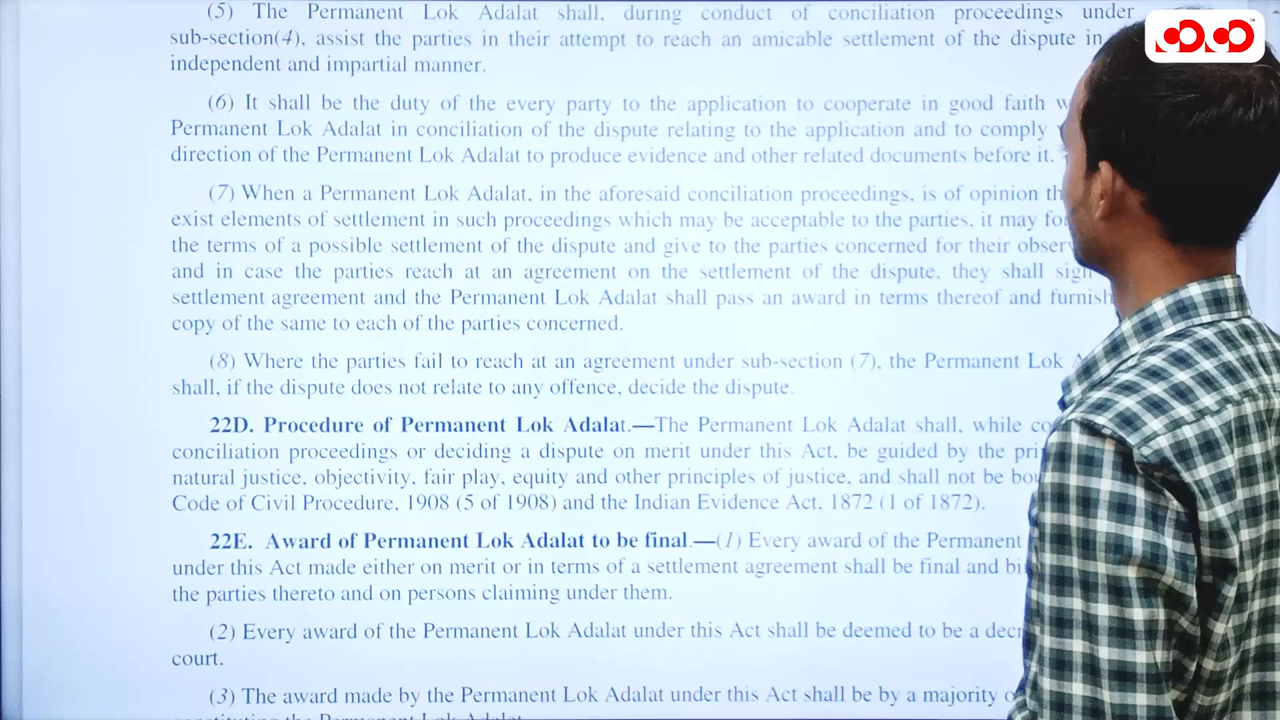 (5) The Permanent Lok Adalat shall, during conduct of conciliation proceedings under
sub-section(4), assist the parties in their attempt to reach an amicable settlement of the dispute in
independent and impartial manner.
(6) It shall be the duty of the every party to the application to cooperate in good faith
Permanent Lok Adalat in conciliation of the dispute relating to the application and to comply
direction of the Permanent Lok Adalat to produce evidence and other related documents before it.
(7) When a Permanent Lok Adalat, in the aforesaid conciliation proceedings, is of opinion
exist elements of settlement in such proceedings which may be acceptable to the parties, it may
the terms of a possible settlement of the dispute and give to the parties concerned for their
and in case the parties reach at an agreement on the settlement of the dispute, they shall sign
settlement agreement and the Permanent Lok Adalat shall pass an award in terms thereof and furnish
copy of the same to each of the parties concerned.
(8) Where the parties fail to reach at an agreement under sub-section (7), the Permanent Lok
shall, if the dispute does not relate to any offence, decide the dispute.
22D. Procedure of Permanent Lok Adalat.—The Permanent Lok Adalat shall, while
conciliation proceedings or deciding a dispute on merit under this Act, be guided by the
natural justice, objectivity, fair play, equity and other principles of justice, and shall not be
Code of Civil Procedure, 1908 (5 of 1908) and the Indian Evidence Act, 1872 (1 of 1872).
22E. Award of Permanent Lok Adalat to be final.—(1) Every award of the Permanent
under this Act made either on merit or in terms of a settlement agreement shall be final and
the parties thereto and on persons claiming under them.
(2) Every award of the Permanent Lok Adalat under this Act shall be deemed to be a
court.
(3) The award made by the Permanent Lok Adalat under this Act shall be by a majority
constituting the Permanent Lok Adalat.